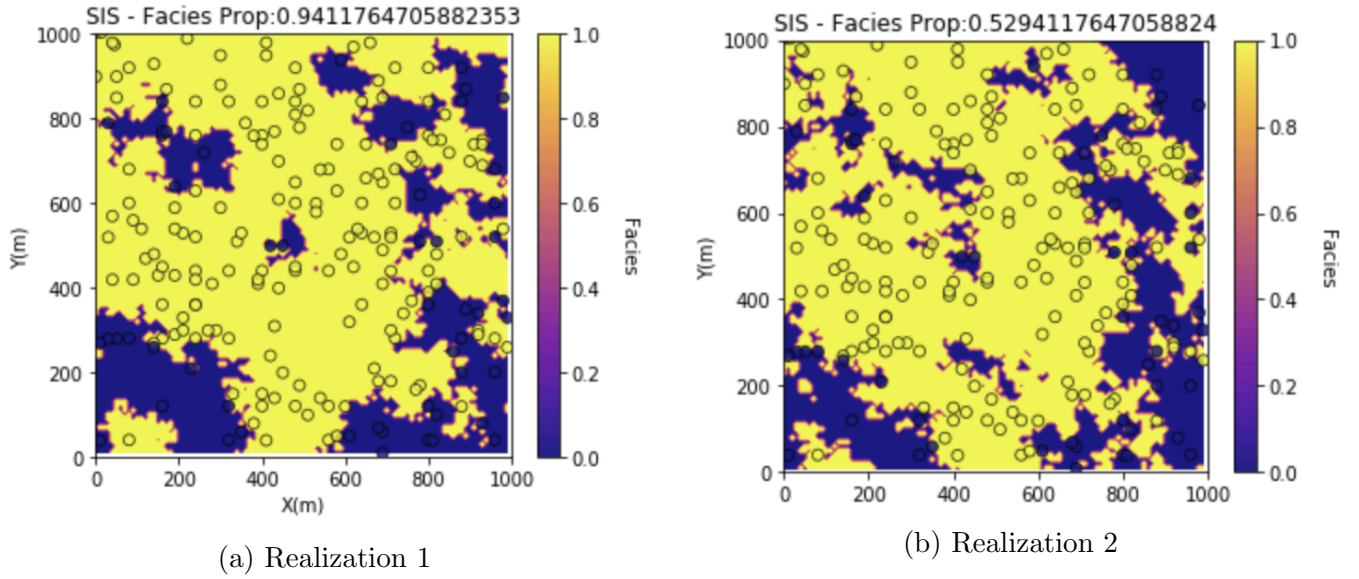 SIS - Facies Prop:0.9411764705882353
1000
800
600
400
200
0
Y(m)
0 200 400 600 800 1000
X(m)
1.0
0.8
0.6
0.4
0.2
0.0
Facies
(a) Realization 1
SIS - Facies Prop:0.5294117647058824
1000
800
600
400
200
0
Y(m)
0 200 400 600 800 1000
1.0
0.8
0.6
0.4
0.2
0.0
Facies
(b) Realization 2